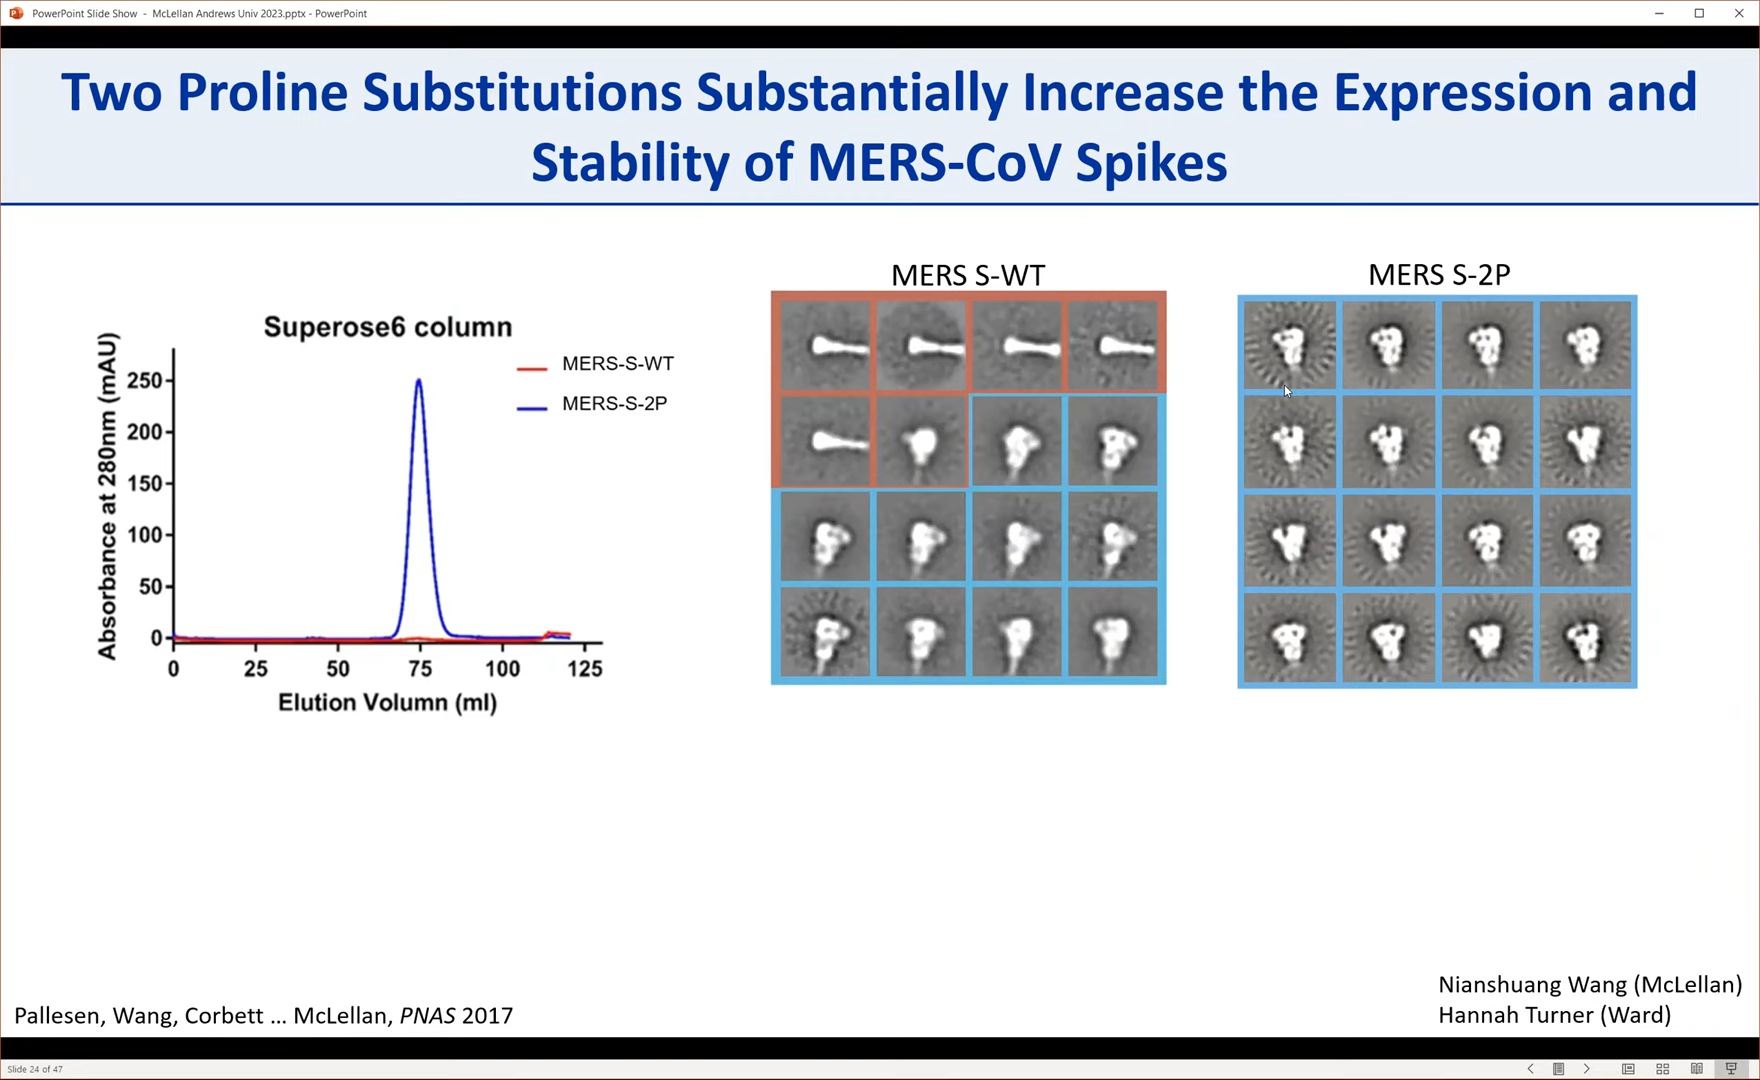 PowerPoint Slide Show - McLellan Andrews Univ 2023.pptx - PowerPoint
Two Proline Substitutions Substantially Increase the Expression and
Stability of MERS-CoV Spikes
Superose6 column
MERS-S-WT
MERS-S-2P
Absorbance at 280nm (mAU)
250
200
150
100
50
0
0 25 50 75 100 125
Elution Volumn (ml)
MERS S-WT
MERS S-2P
Nianshuang Wang (McLellan)
Hannah Turner (Ward)
Pallesen, Wang, Corbett ... McLellan, PNAS 2017
Slide 24 of 47